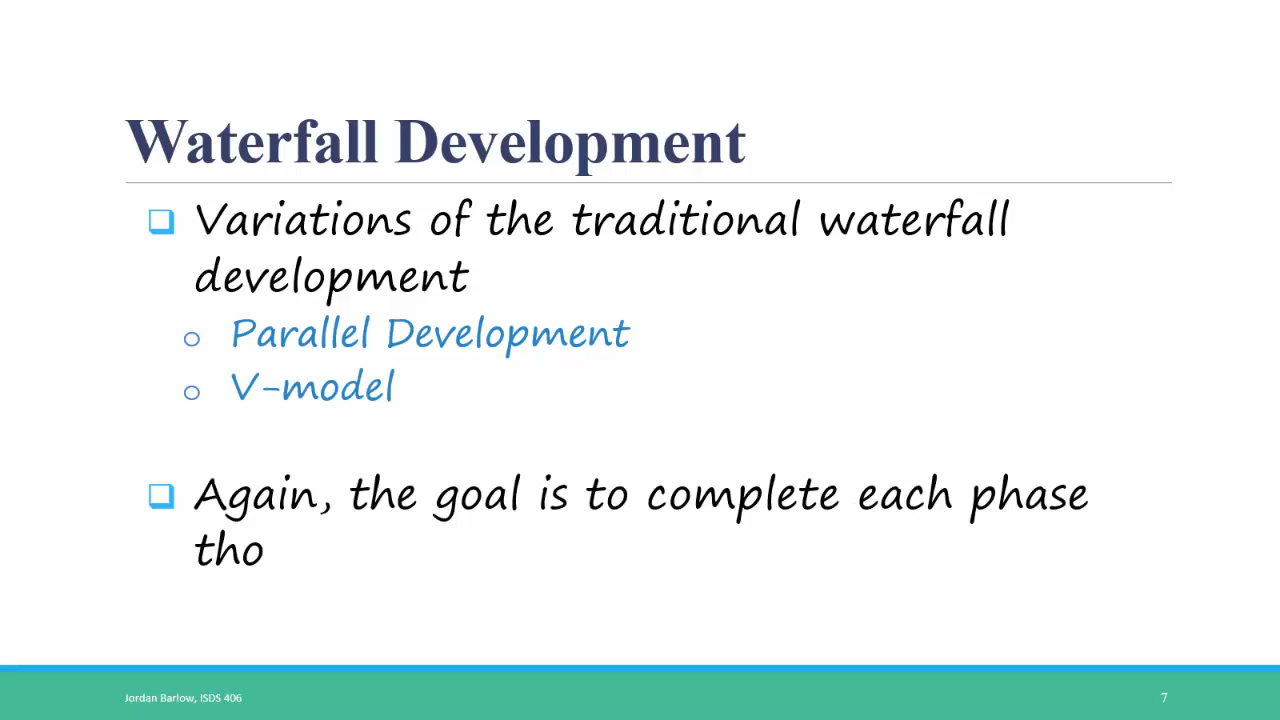 Waterfall Development
Variations of the traditional waterfall
development
Parallel Development
V-model
Again, the goal is to complete each phase
tho
Jordan Barlow, ISDS 406
7